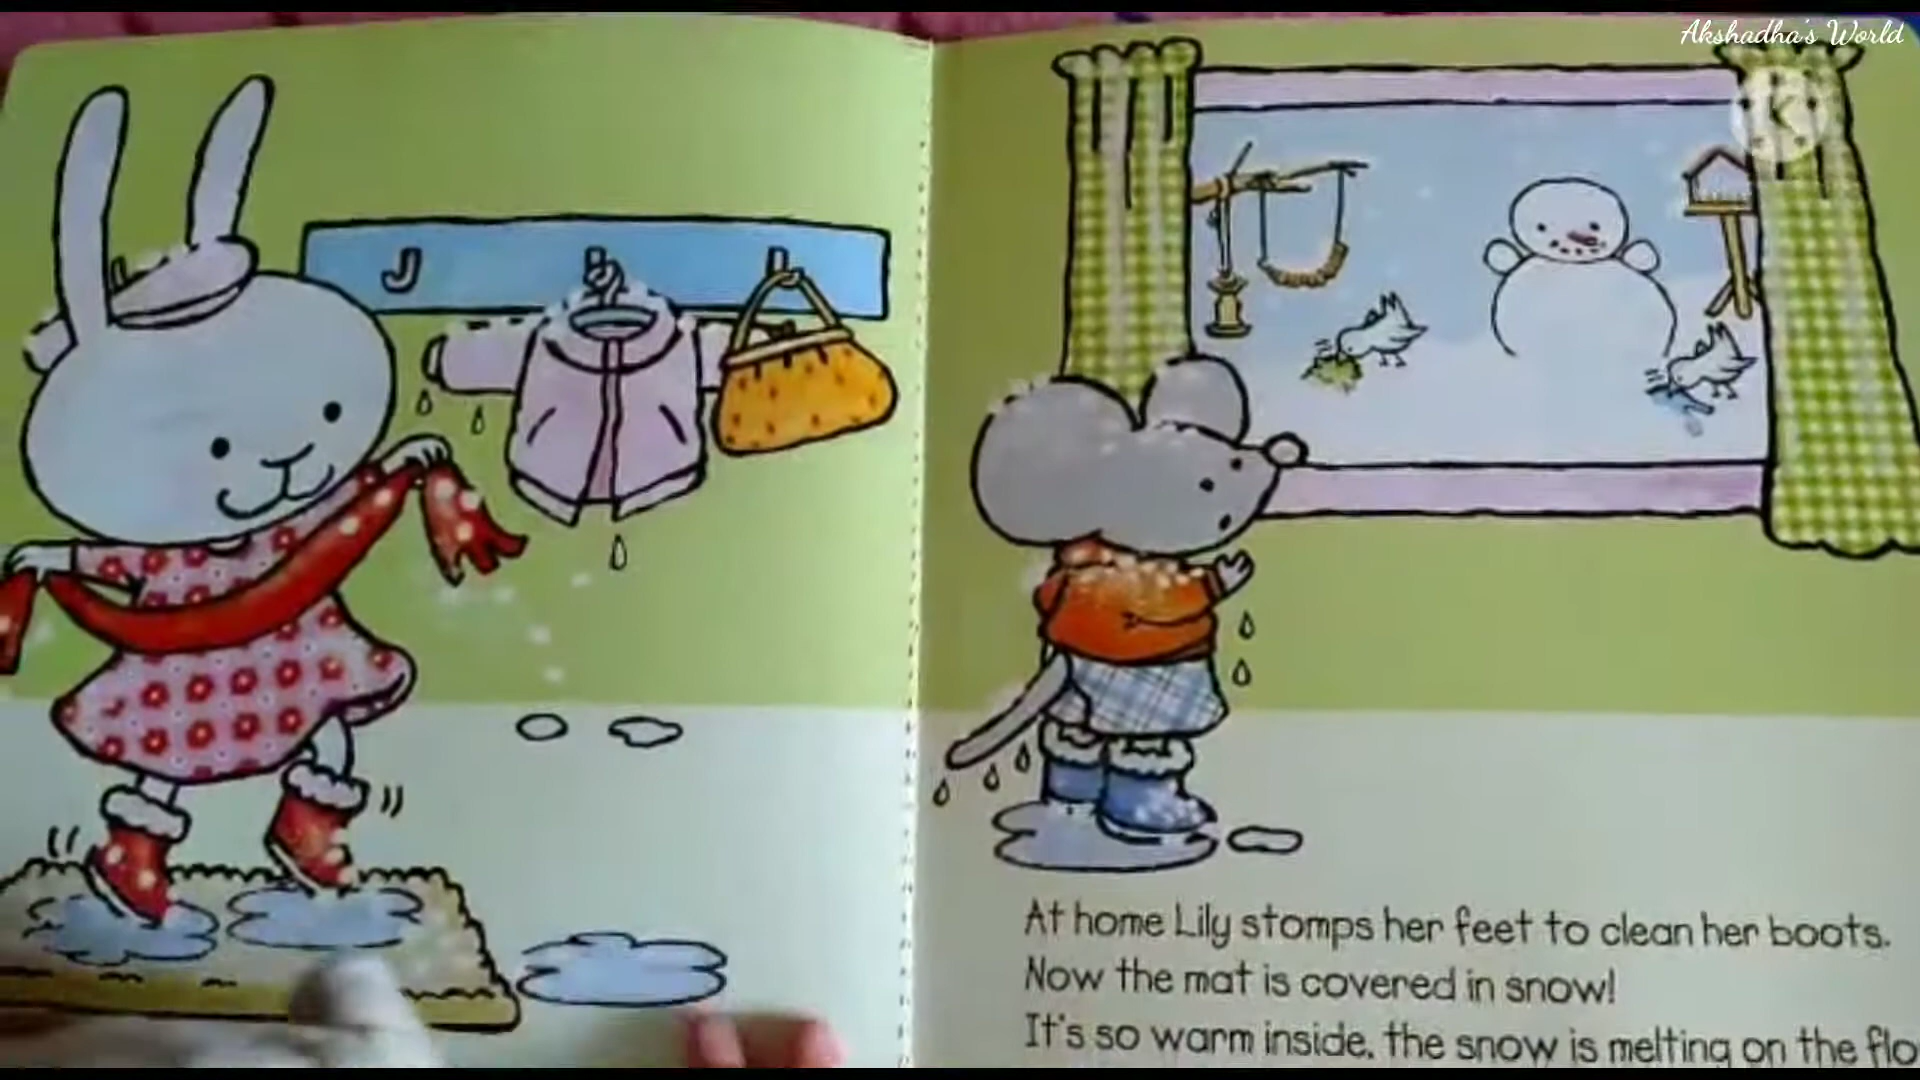 Akshadha's World
K
J
L
At home Lily stomps her feet to clean her boots.
Now the mat is covered in snow!
It's so warm inside, the snow is melting on the flo